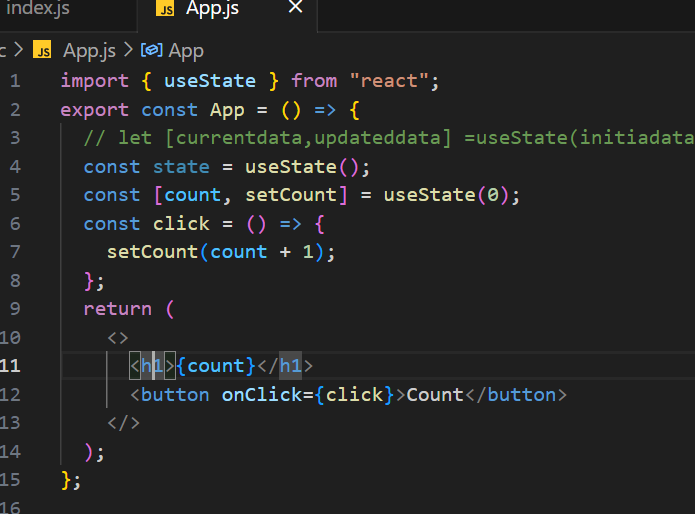 index.js JS App.js ×
c > JS App.js > App
1 import { useState } from "react";
2 export const App = () => {
3 // let [currentdata,updateddata] =useState(initiadata
4 const state = useState();
5 const [count, setCount] = useState(0);
6 const click = () => {
7 setCount(count + 1);
8 };
9 return (
10 <>
11 <h1>{count}</h1>
12 <button onClick={click}>Count</button>
13 </>
14 );
15 };
16